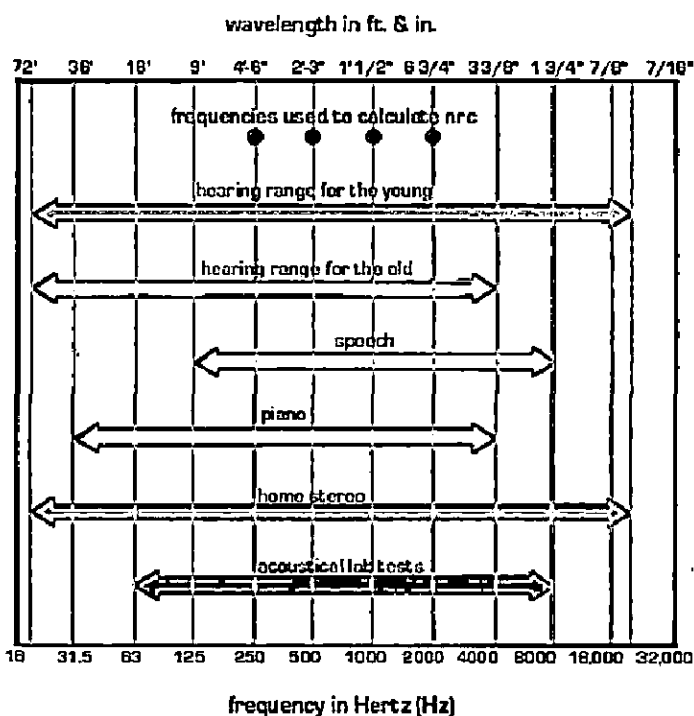 wavelength in ft. & in.
72' 36' 18' 9' 4'-6" 2'-3" 1'1/2" 6 3/4" 3 3/8" 1 3/4" 7/8" 7/16"
frequencies used to calculate nrc
hearing range for the young
hearing range for the old
speech
piano
home stereo
acoustical lab tests
16 31.5 63 125 250 500 1000 2000 4000 8000 16,000 32,000
frequency in Hertz (Hz)